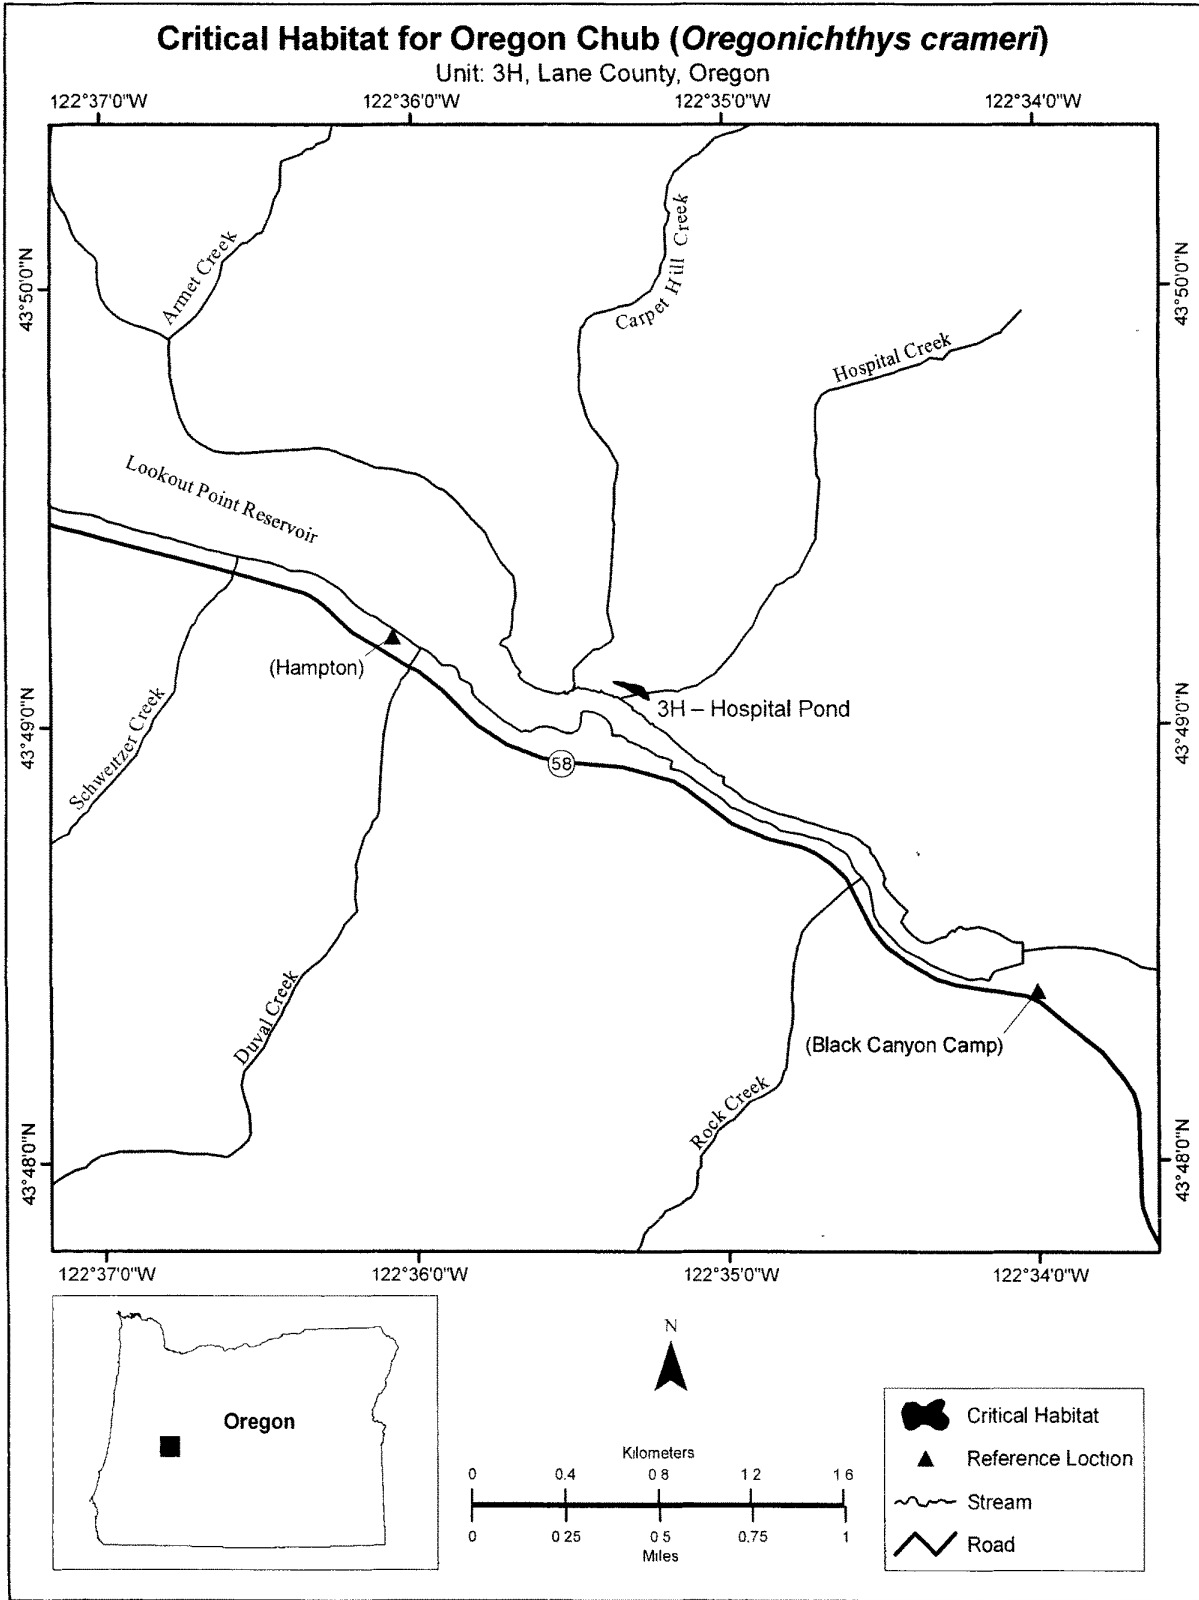 Critical Habitat for Oregon Chub (Oregonichthys crameri)
Unit: 3H, Lane County, Oregon
122°37'0"W
122°36'0"W
122°35'0"W
122°34'0"W
43°50'0"N
43°50'0"N
Armet Creek
Carpet Hill Creek
Hospital Creek
Lookout Point Reservoir
(Hampton)
3H – Hospital Pond
43°49'0"N
43°49'0"N
Schweitzer Creek
58
Duval Creek
(Black Canyon Camp)
Rock Creek
43°48'0"N
43°48'0"N
122°37'0"W
122°36'0"W
122°35'0"W
122°34'0"W
Oregon
N
Kilometers
0 0.4 0 8 1 2 1 6
0 0 25 0 5 0.75 1
Miles
Critical Habitat
Reference Loction
Stream
Road